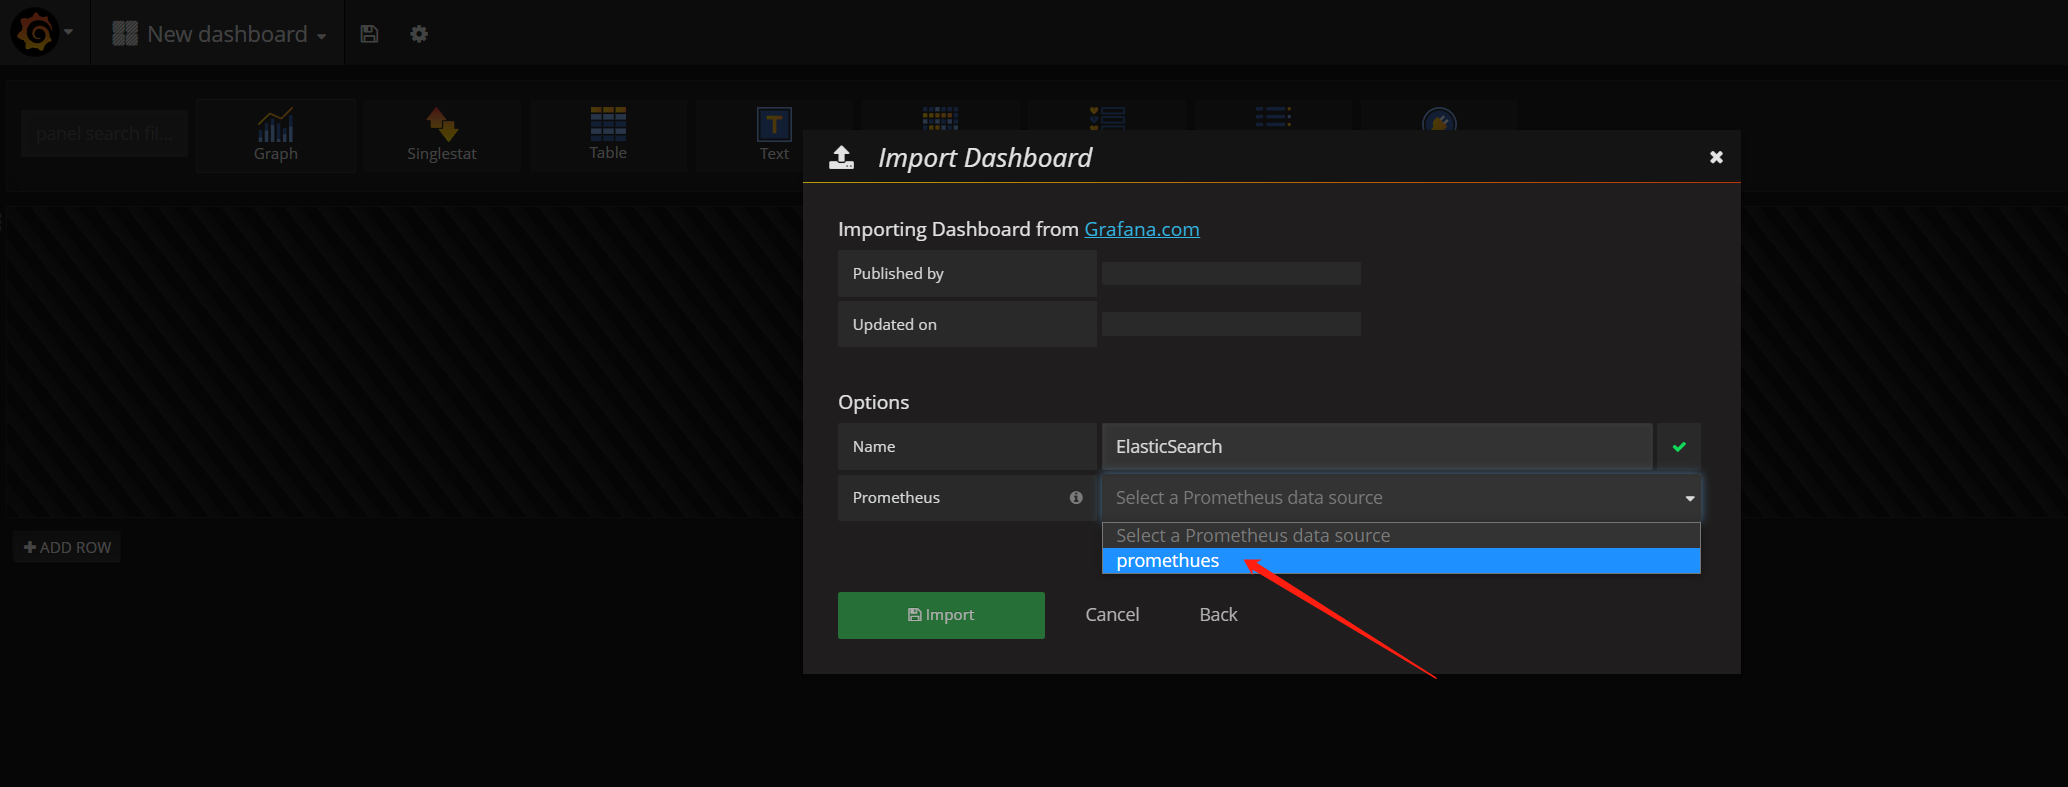 New dashboard
panel search fil...
Graph
Singlestat
Table
Text
Import Dashboard
Importing Dashboard from Grafana.com
Published by
Updated on
Options
Name
ElasticSearch
Prometheus
Select a Prometheus data source
Select a Prometheus data source
promethues
ADD ROW
Import
Cancel
Back